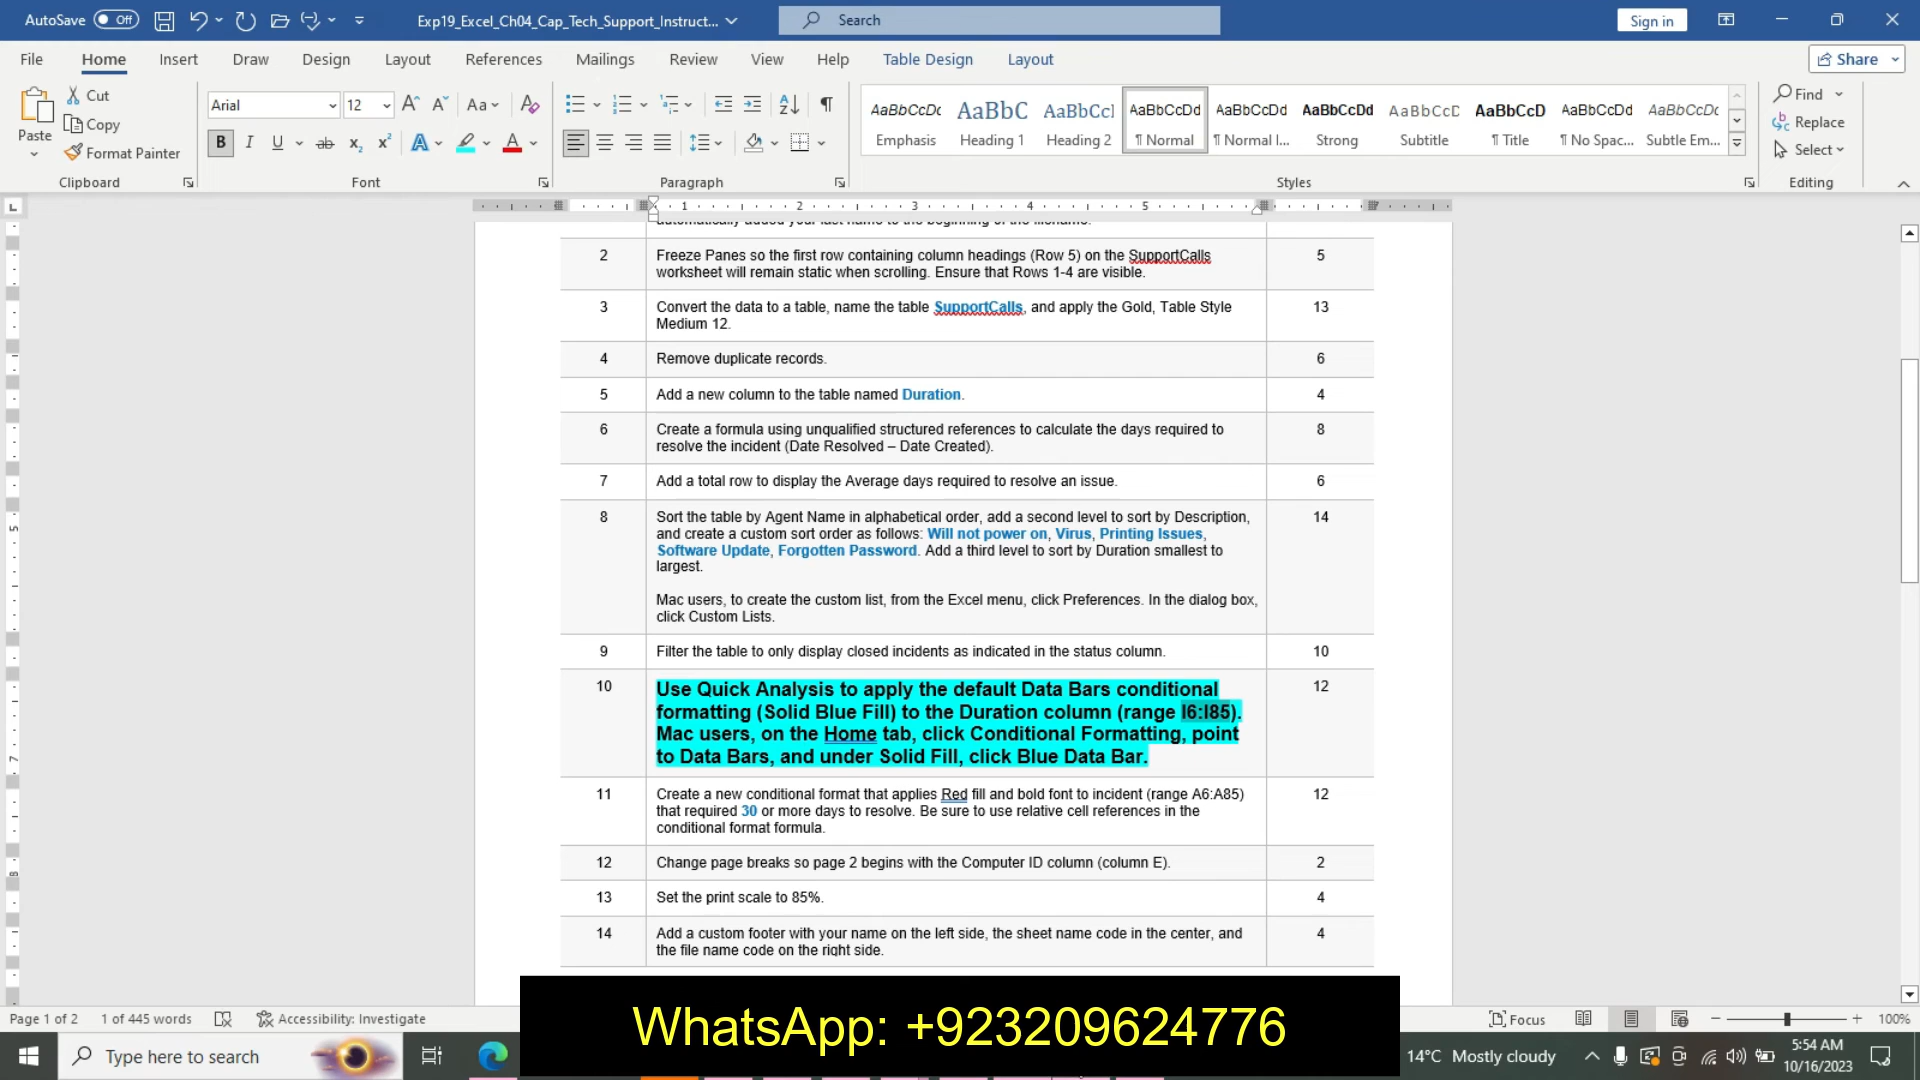 AutoSave Off Exp19_Excel_Ch04_Cap_Tech_Support_Instruct... Search Sign in
File Home Insert Draw Design Layout References Mailings Review View Help Table Design Layout Share
Paste Cut Copy Format Painter Clipboard
Arial 12 Aa B I U ab x₂ x² A A Font
Paragraph
AaBbCcDc Emphasis
AaBbC Heading 1
AaBbCcI Heading 2
AaBbCcDd ¶ Normal
AaBbCcDd ¶ Normal I...
AaBbCcDd Strong
AaBbCcD Subtitle
AaBbCcD ¶ Title
AaBbCcDd ¶ No Spac...
AaBbCcDc Subtle Em...
Styles
Find Replace Select Editing
1 2 3 4 5
automatically added your last name to the beginning of the filename.
2 Freeze Panes so the first row containing column headings (Row 5) on the SupportCalls 5
worksheet will remain static when scrolling. Ensure that Rows 1-4 are visible.
3 Convert the data to a table, name the table SupportCalls, and apply the Gold, Table Style 13
Medium 12.
4 Remove duplicate records. 6
5 Add a new column to the table named Duration. 4
6 Create a formula using unqualified structured references to calculate the days required to 8
resolve the incident (Date Resolved – Date Created).
7 Add a total row to display the Average days required to resolve an issue. 6
8 Sort the table by Agent Name in alphabetical order, add a second level to sort by Description, 14
and create a custom sort order as follows: Will not power on, Virus, Printing Issues,
Software Update, Forgotten Password. Add a third level to sort by Duration smallest to
largest.
Mac users, to create the custom list, from the Excel menu, click Preferences. In the dialog box,
click Custom Lists.
9 Filter the table to only display closed incidents as indicated in the status column. 10
10 Use Quick Analysis to apply the default Data Bars conditional 12
formatting (Solid Blue Fill) to the Duration column (range I6:I85).
Mac users, on the Home tab, click Conditional Formatting, point
to Data Bars, and under Solid Fill, click Blue Data Bar.
11 Create a new conditional format that applies Red fill and bold font to incident (range A6:A85) 12
that required 30 or more days to resolve. Be sure to use relative cell references in the
conditional format formula.
12 Change page breaks so page 2 begins with the Computer ID column (column E). 2
13 Set the print scale to 85%. 4
14 Add a custom footer with your name on the left side, the sheet name code in the center, and 4
the file name code on the right side.
WhatsApp: +923209624776
Page 1 of 2 1 of 445 words Accessibility: Investigate Focus 100%
Type here to search 14°C Mostly cloudy 5:54 AM
10/16/2023